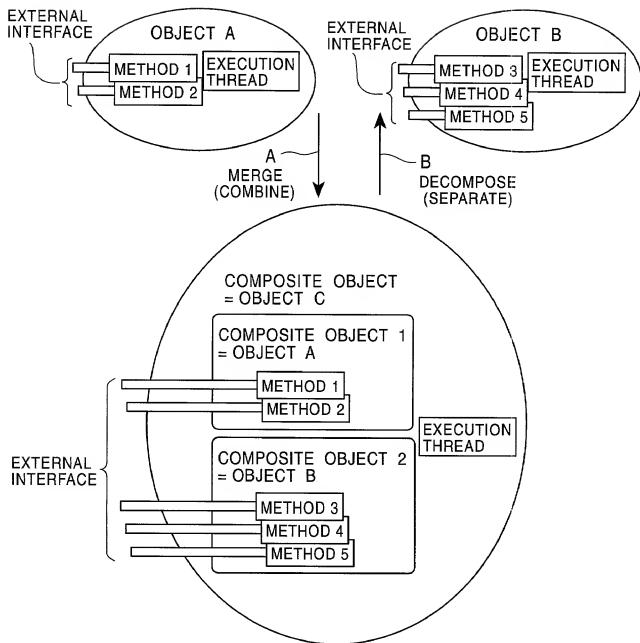 EXTERNAL
INTERFACE
OBJECT A
METHOD 1
METHOD 2
EXECUTION
THREAD
EXTERNAL
INTERFACE
OBJECT B
METHOD 3
METHOD 4
METHOD 5
EXECUTION
THREAD
A
MERGE
(COMBINE)
B
DECOMPOSE
(SEPARATE)
COMPOSITE OBJECT
= OBJECT C
COMPOSITE OBJECT 1
= OBJECT A
METHOD 1
METHOD 2
EXECUTION
THREAD
EXTERNAL
INTERFACE
COMPOSITE OBJECT 2
= OBJECT B
METHOD 3
METHOD 4
METHOD 5